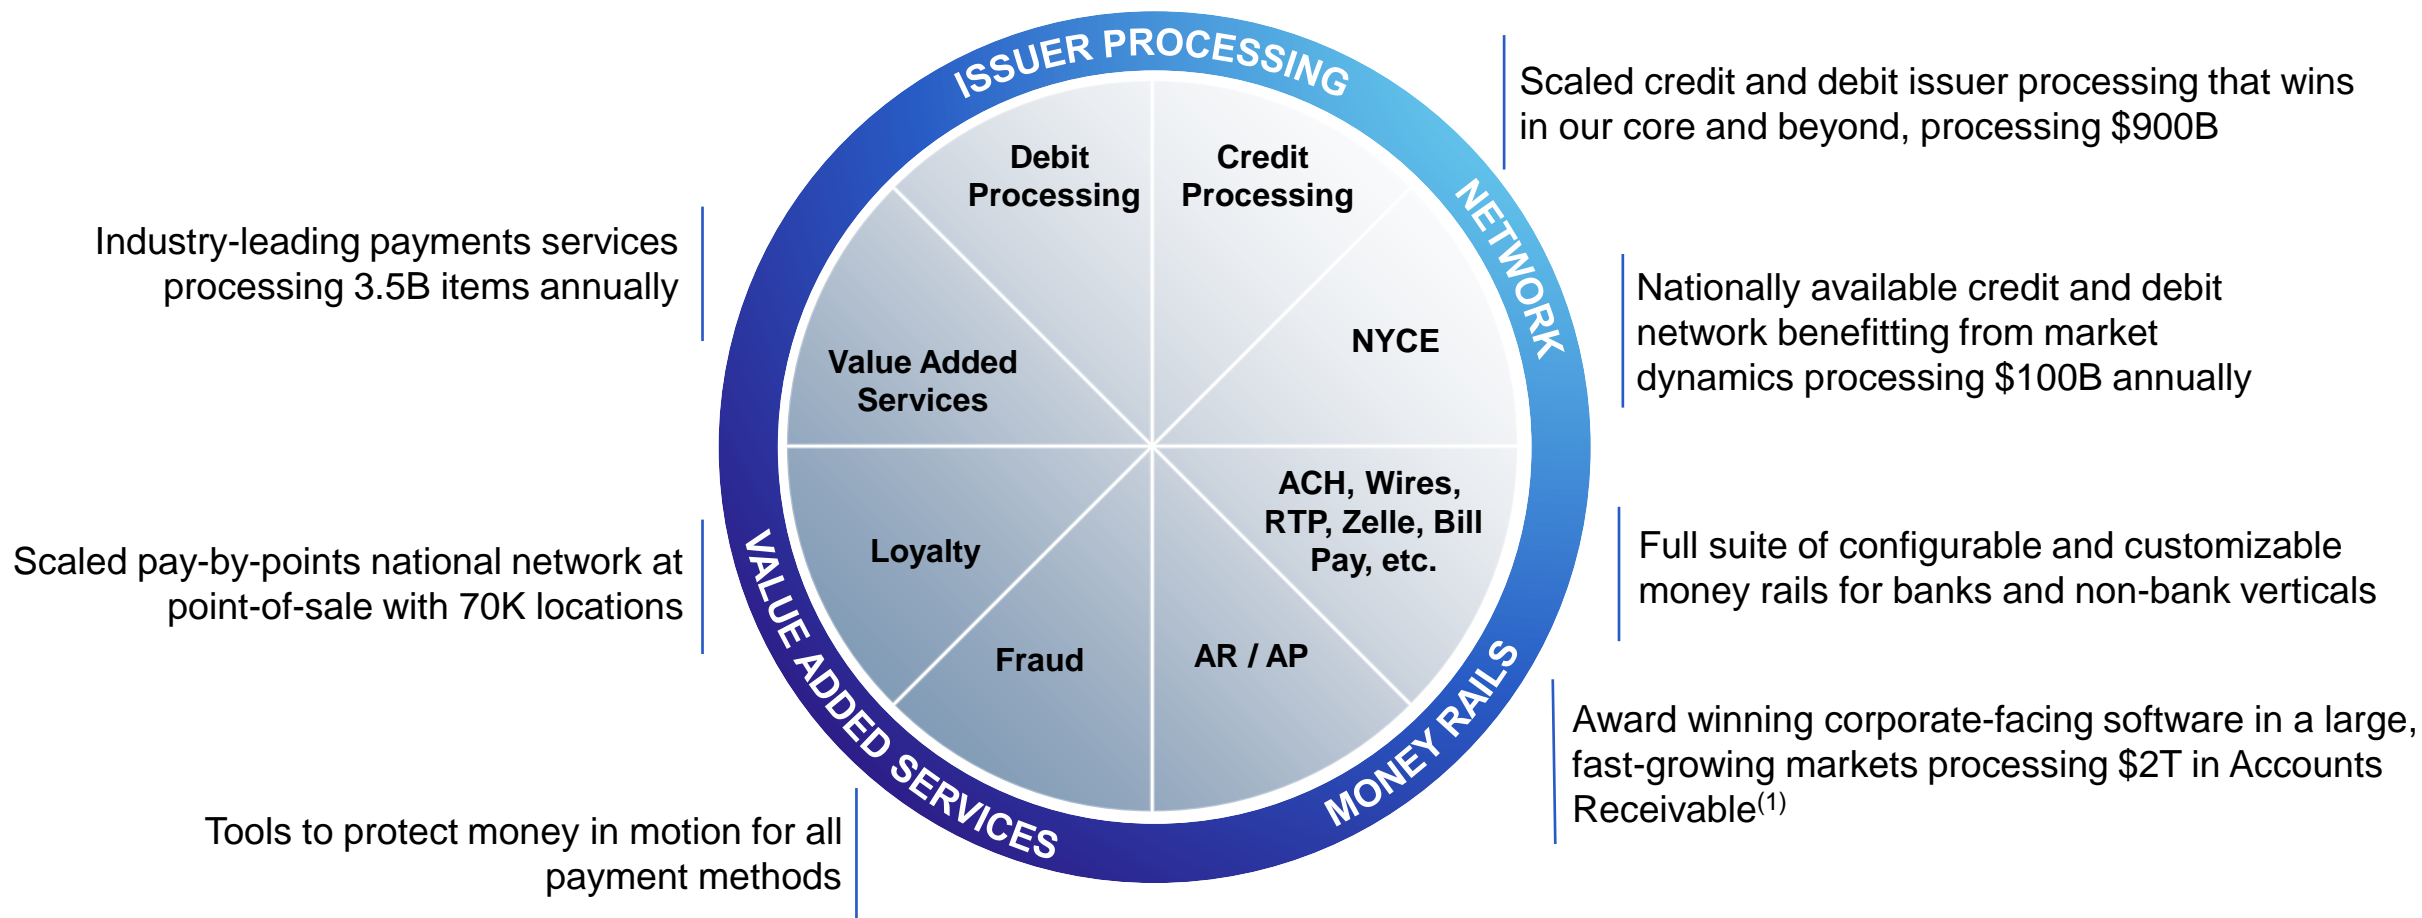 ISSUER PROCESSING
NETWORK
MONEY RAILS
VALUE ADDED SERVICES
Debit
Processing
Credit
Processing
NYCE
ACH, Wires,
RTP, Zelle, Bill
Pay, etc.
AR / AP
Fraud
Loyalty
Value Added
Services
Scaled credit and debit issuer processing that wins
in our core and beyond, processing $900B
Nationally available credit and debit
network benefitting from market
dynamics processing $100B annually
Full suite of configurable and customizable
money rails for banks and non-bank verticals
Award winning corporate-facing software in a large,
fast-growing markets processing $2T in Accounts
Receivable(1)
Tools to protect money in motion for all
payment methods
Scaled pay-by-points national network at
point-of-sale with 70K locations
Industry-leading payments services
processing 3.5B items annually